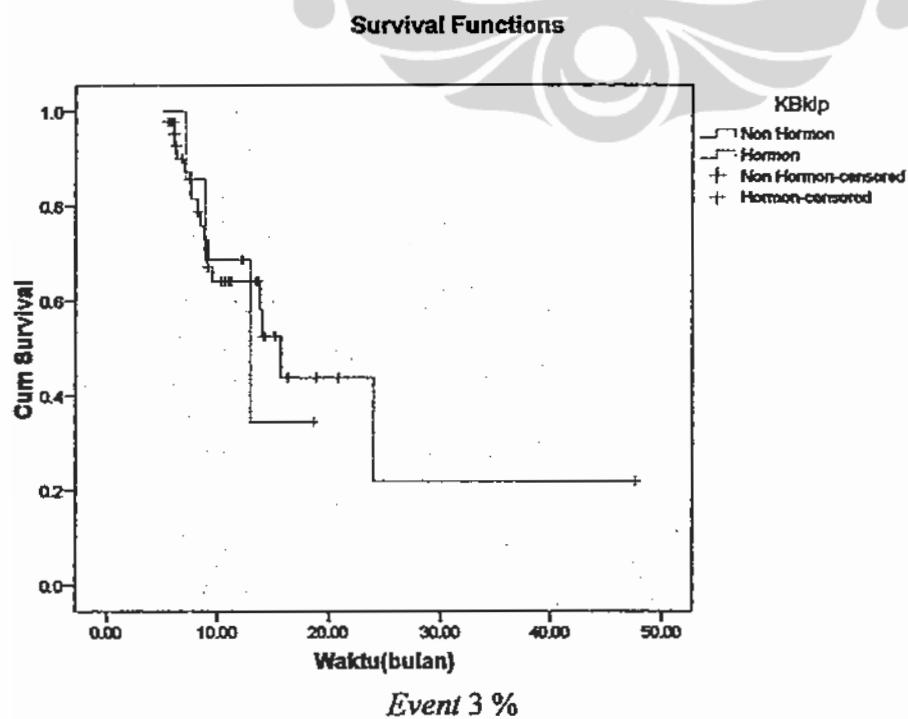 Survival Functions
KBklp
Non Hormon
Hormon
Non Hormon-censored
Hormon-censored
Cum Survival
1.0
0.8
0.6
0.4
0.2
0.0
0.00 10.00 20.00 30.00 40.00 50.00
Waktu(bulan)
Event 3 %